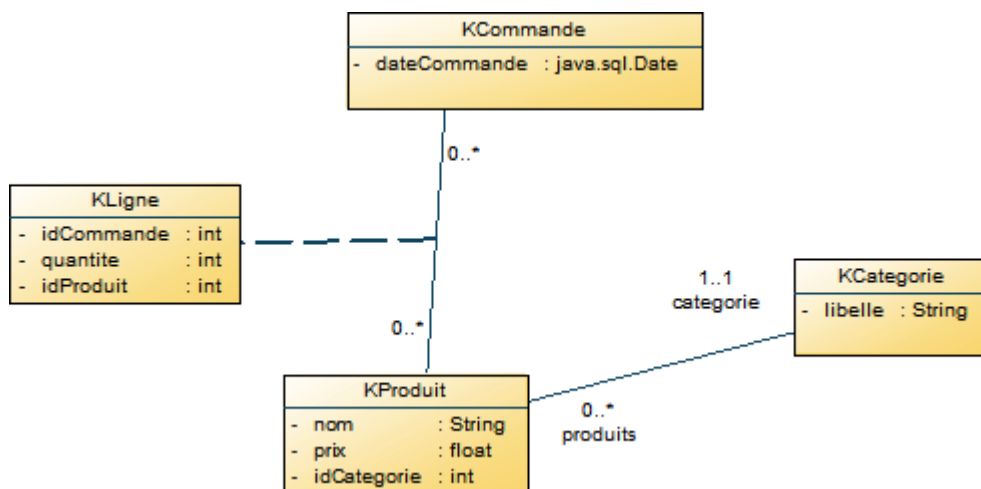 KCommande
- dateCommande : java.sql.Date
0..*
KLigne
- idCommande : int
- quantite : int
- idProduit : int
1..1
categorie
KCategorie
- libelle : String
0..*
KProduit
- nom : String
- prix : float
- idCategorie : int
0..*
produits